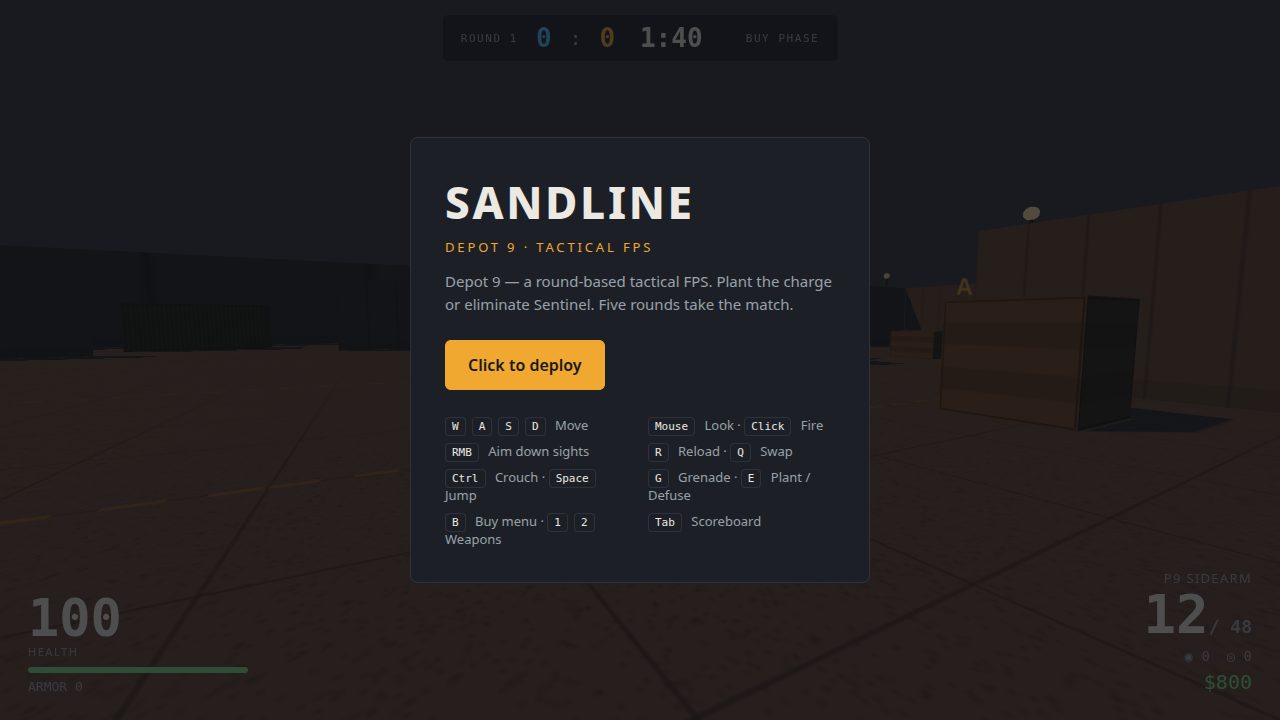 ROUND 1 0 : 0 1:40 BUY PHASE
A
SANDLINE
DEPOT 9 · TACTICAL FPS
Depot 9 — a round-based tactical FPS. Plant the charge
or eliminate Sentinel. Five rounds take the match.
Click to deploy
W A S D Move
Mouse Look · Click Fire
RMB Aim down sights
R Reload · Q Swap
Ctrl Crouch · Space
Jump
G Grenade · E Plant /
Defuse
B Buy menu · 1 2
Weapons
Tab Scoreboard
100
HEALTH
ARMOR 0
P9 SIDEARM
12 / 48
◉ 0 ◎ 0
$800